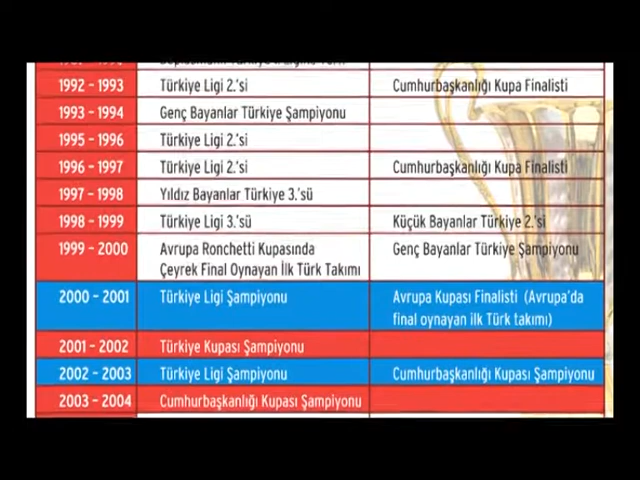 1992 - 1993 Türkiye Ligi 2.'si Cumhurbaşkanlığı Kupa Finalisti
1993 - 1994 Genç Bayanlar Türkiye Şampiyonu
1995 - 1996 Türkiye Ligi 2.'si
1996 - 1997 Türkiye Ligi 2.'si Cumhurbaşkanlığı Kupa Finalisti
1997 - 1998 Yıldız Bayanlar Türkiye 3.'sü
1998 - 1999 Türkiye Ligi 3.'sü Küçük Bayanlar Türkiye 2.'si
1999 - 2000 Avrupa Ronchetti Kupasında Genç Bayanlar Türkiye Şampiyonu
Çeyrek Final Oynayan İlk Türk Takımı
2000 - 2001 Türkiye Ligi Şampiyonu Avrupa Kupası Finalisti (Avrupa'da
final oynayan ilk Türk takımı)
2001 - 2002 Türkiye Kupası Şampiyonu
2002 - 2003 Türkiye Ligi Şampiyonu Cumhurbaşkanlığı Kupası Şampiyonu
2003 - 2004 Cumhurbaşkanlığı Kupası Şampiyonu